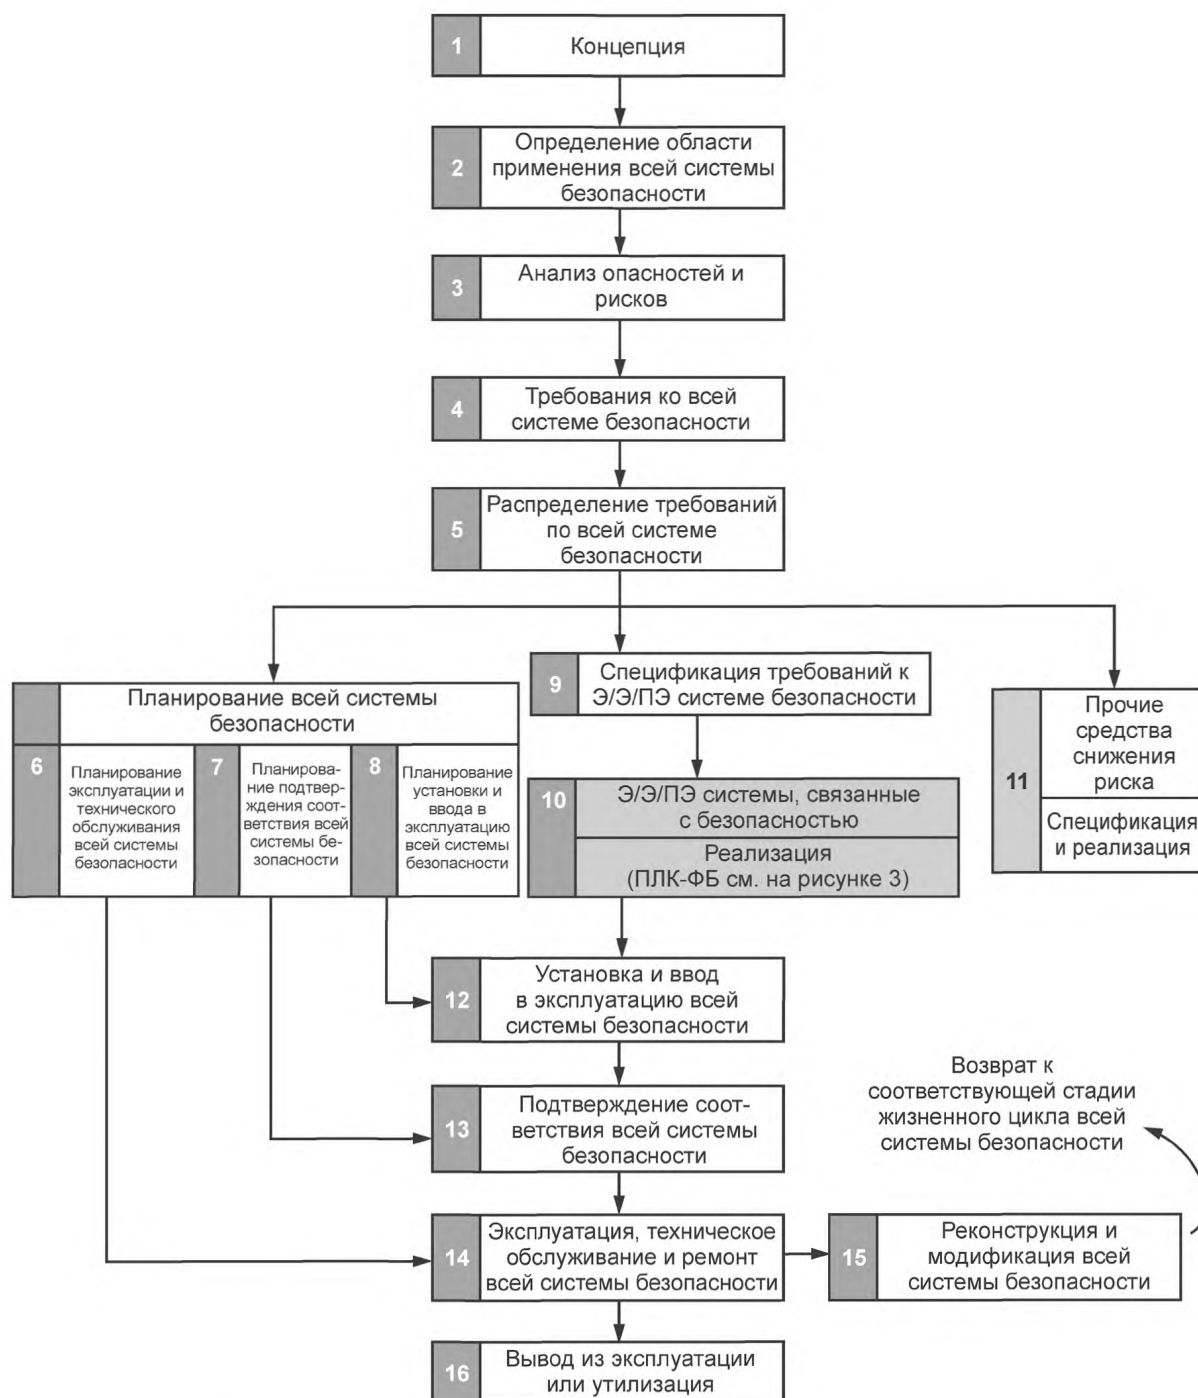 1
Концепция
2
Определение области
применения всей системы
безопасности
3
Анализ опасностей и
рисков
4
Требования ко всей
системе безопасности
5
Распределение требований
по всей системе
безопасности
Планирование всей системы
безопасности
6
Планирование
эксплуатации и
технического
обслуживания
всей системы
безопасности
7
Планирова-
ние подтвер-
ждения соот-
ветствия всей
системы бе-
зопасности
8
Планирование
установки и
ввода в
эксплуатацию
всей системы
безопасности
9
Спецификация требований к
Э/Э/ПЭ системе безопасности
10
Э/Э/ПЭ системы, связанные
с безопасностью
Реализация
(ПЛК-ФБ см. на рисунке 3)
11
Прочие
средства
снижения
риска
Спецификация
и реализация
12
Установка и ввод
в эксплуатацию всей
системы безопасности
13
Подтверждение соот-
ветствия всей системы
безопасности
Возврат к
соответствующей стадии
жизненного цикла всей
системы безопасности
14
Эксплуатация, техническое
обслуживание и ремонт
всей системы безопасности
15
Реконструкция и
модификация всей
системы безопасности
16
Вывод из эксплуатации
или утилизация